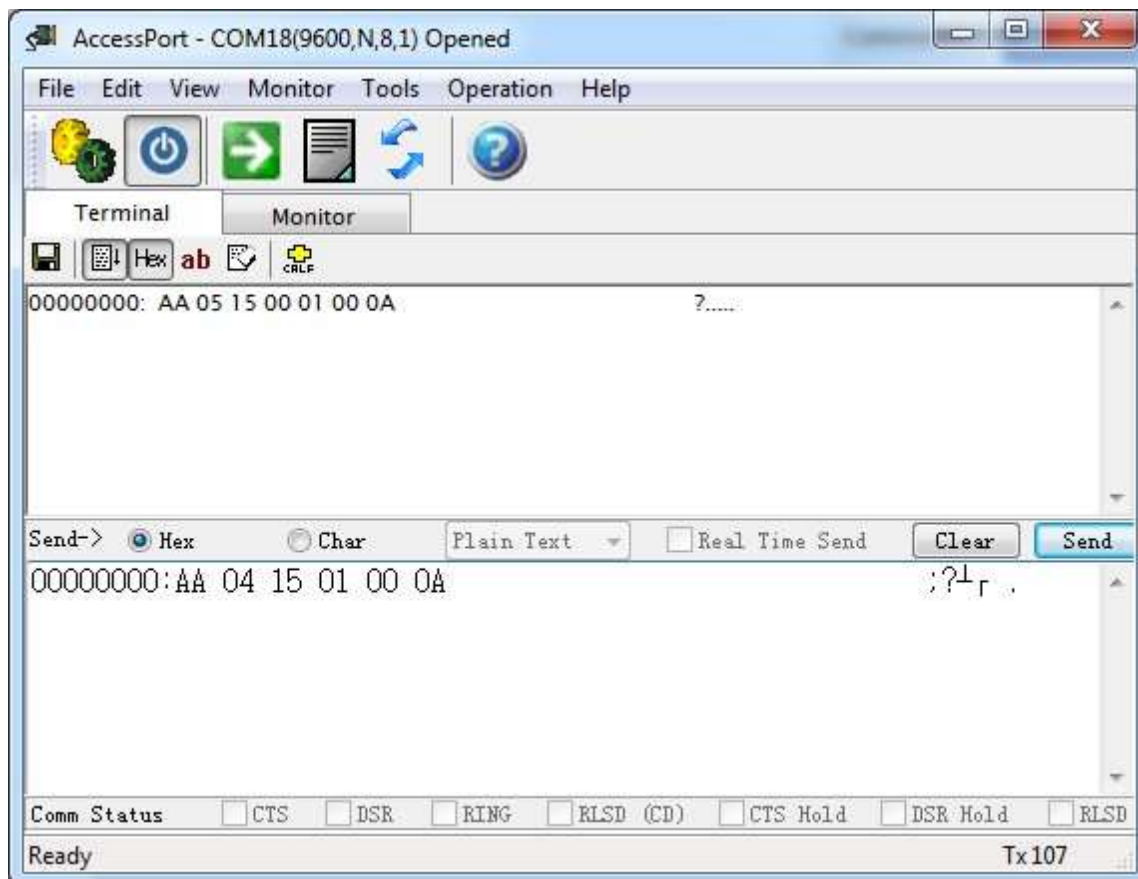 AccessPort - COM18(9600,N,8,1) Opened
File Edit View Monitor Tools Operation Help
Terminal Monitor
Hex ab CRLF
00000000: AA 05 15 00 01 00 0A ?.....
Send-> Hex Char Plain Text Real Time Send Clear Send
00000000:AA 04 15 01 00 0A ;?┴┌ .
Comm Status CTS DSR RING RLSD (CD) CTS Hold DSR Hold RLSD
Ready Tx 107